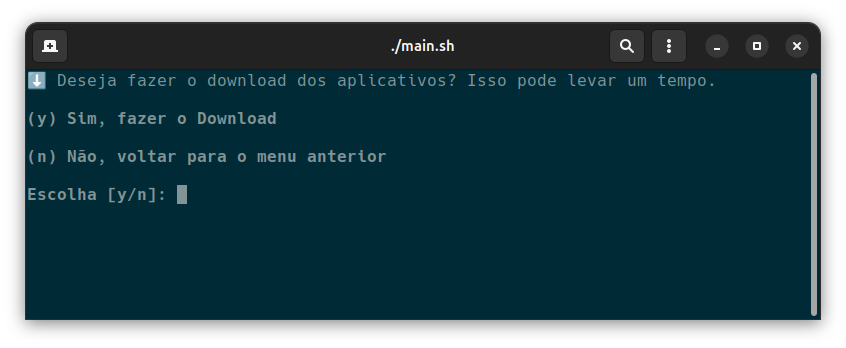 ./main.sh
⬇️ Deseja fazer o download dos aplicativos? Isso pode levar um tempo.
(y) Sim, fazer o Download
(n) Não, voltar para o menu anterior
Escolha [y/n]: